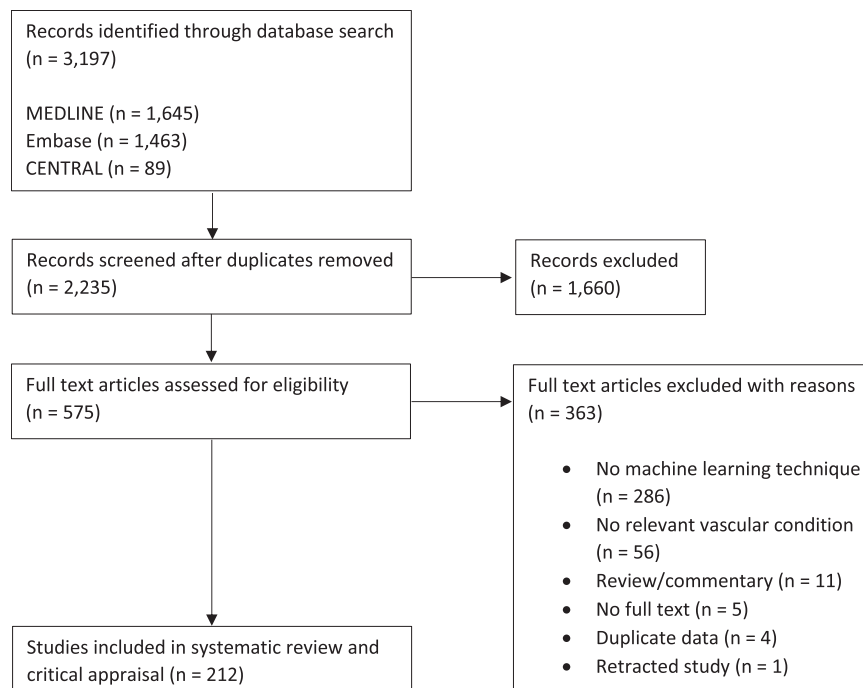 Records identified through database search
(n = 3,197)
MEDLINE (n = 1,645)
Embase (n = 1,463)
CENTRAL (n = 89)
Records screened after duplicates removed
(n = 2,235)
Records excluded
(n = 1,660)
Full text articles assessed for eligibility
(n = 575)
Full text articles excluded with reasons
(n = 363)
• No machine learning technique
(n = 286)
• No relevant vascular condition
(n = 56)
• Review/commentary (n = 11)
• No full text (n = 5)
• Duplicate data (n = 4)
• Retracted study (n = 1)
Studies included in systematic review and
critical appraisal (n = 212)